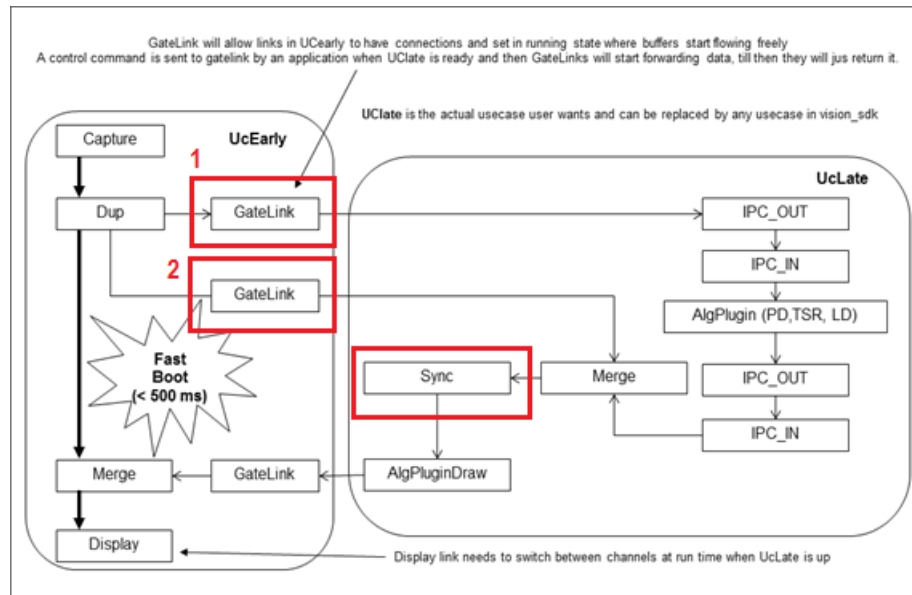 GateLink will allow links in UCearly to have connections and set in running state where buffers start flowing freely
A control command is sent to gatelink by an application when UClate is ready and then GateLinks will start forwarding data, till then they will jus return it.
UClate is the actual usecase user wants and can be replaced by any usecase in vision_sdk
Capture
UcEarly
1
UcLate
Dup
GateLink
IPC_OUT
2
IPC_IN
GateLink
AlgPlugin (PD,TSR, LD)
Fast
Boot
(< 500 ms)
Sync
Merge
IPC_OUT
IPC_IN
Merge
GateLink
AlgPluginDraw
Display
Display link needs to switch between channels at run time when UcLate is up